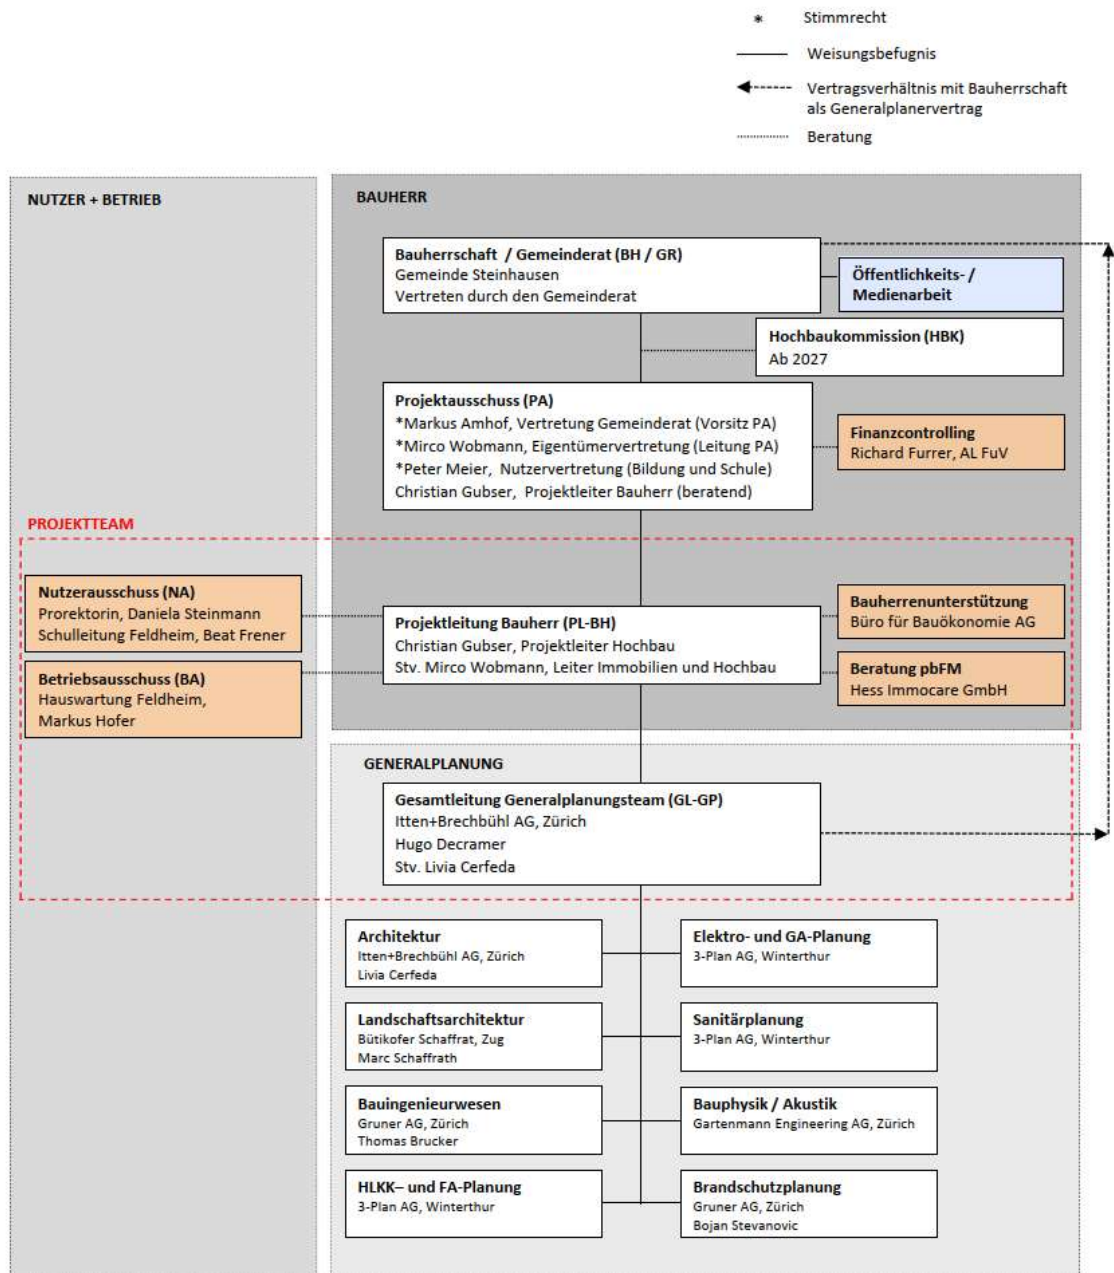 * Stimmrecht
Weisungsbefugnis
Vertragsverhältnis mit Bauherrschaft
als Generalplanervertrag
Beratung
NUTZER + BETRIEB
BAUHERR
Bauherrschaft / Gemeinderat (BH / GR)
Gemeinde Steinhausen
Vertreten durch den Gemeinderat
Öffentlichkeits- /
Medienarbeit
Hochbaukommission (HBK)
Ab 2027
Projektausschuss (PA)
*Markus Amhof, Vertretung Gemeinderat (Vorsitz PA)
*Mirco Wobmann, Eigentümervertretung (Leitung PA)
*Peter Meier, Nutzervertretung (Bildung und Schule)
Christian Gubser, Projektleiter Bauherr (beratend)
Finanzcontrolling
Richard Furrer, AL FuV
PROJEKTTEAM
Nutzerausschuss (NA)
Prorektorin, Daniela Steinmann
Schulleitung Feldheim, Beat Frener
Betriebsausschuss (BA)
Hauswartung Feldheim,
Markus Hofer
Projektleitung Bauherr (PL-BH)
Christian Gubser, Projektleiter Hochbau
Stv. Mirco Wobmann, Leiter Immobilien und Hochbau
Bauherrenunterstützung
Büro für Bauökonomie AG
Beratung pbFM
Hess Immocare GmbH
GENERALPLANUNG
Gesamtleitung Generalplanungsteam (GL-GP)
Itten+Brechbühl AG, Zürich
Hugo Decramer
Stv. Livia Cerfeda
Architektur
Itten+Brechbühl AG, Zürich
Livia Cerfeda
Elektro- und GA-Planung
3-Plan AG, Winterthur
Landschaftsarchitektur
Bütikofer Schaffrat, Zug
Marc Schaffrath
Sanitärplanung
3-Plan AG, Winterthur
Bauingenieurwesen
Gruner AG, Zürich
Thomas Brucker
Bauphysik / Akustik
Gartenmann Engineering AG, Zürich
HLKK– und FA-Planung
3-Plan AG, Winterthur
Brandschutzplanung
Gruner AG, Zürich
Bojan Stevanovic